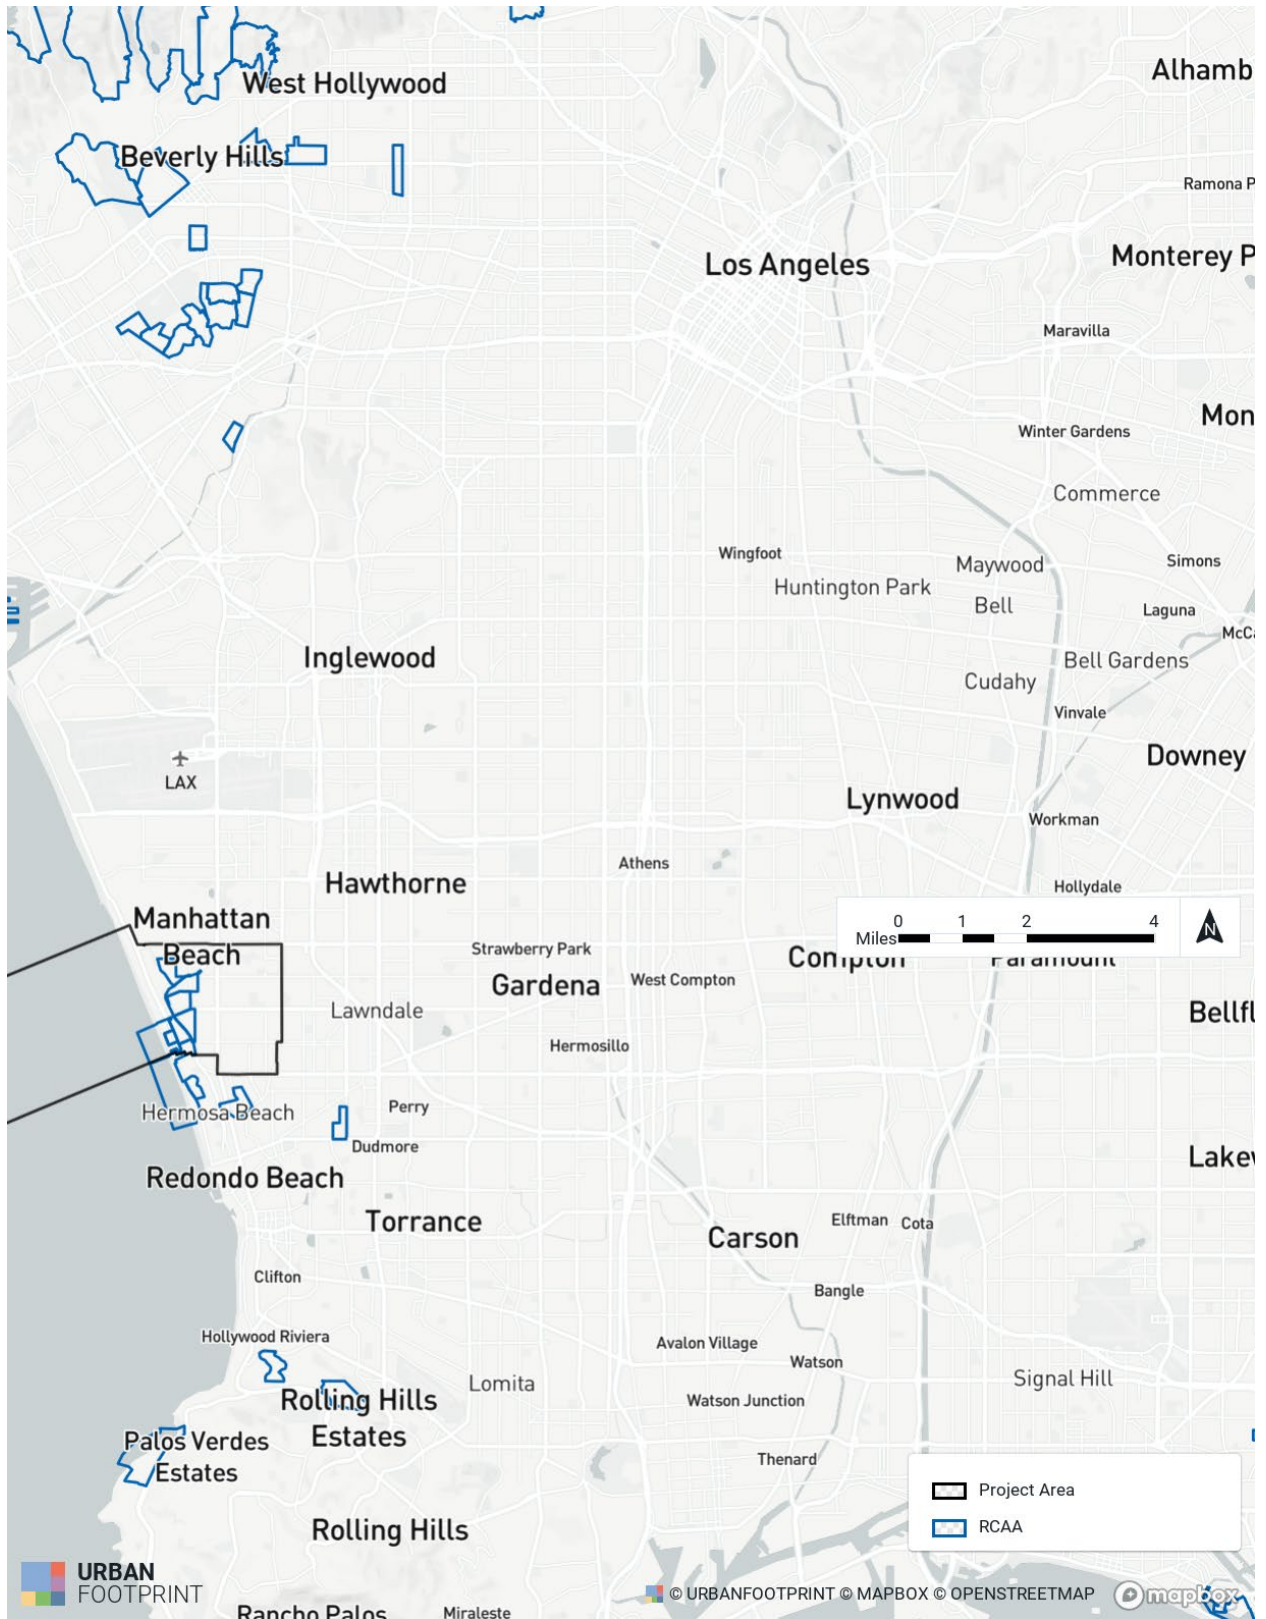 West Hollywood
Alhamb
Beverly Hills
Ramona P
Los Angeles
Monterey P
Maravilla
Mon
Winter Gardens
Commerce
Wingfoot
Maywood
Simons
Huntington Park
Bell
Laguna
McCa
Inglewood
Bell Gardens
Cudahy
Vinvale
Downey
LAX
Lynwood
Workman
Athens
Hawthorne
Hollydale
Manhattan
Beach
0 1 2 4
Miles
N
Strawberry Park
Compton
Paramount
Gardena
West Compton
Lawndale
Bellfl
Hermosillo
Hermosa Beach
Perry
Dudmore
Lakew
Redondo Beach
Torrance
Elftman
Cota
Carson
Clifton
Bangle
Hollywood Riviera
Avalon Village
Watson
Lomita
Signal Hill
Rolling Hills
Estates
Watson Junction
Palos Verdes
Estates
Thenard
Project Area
RCAA
Rolling Hills
URBAN
FOOTPRINT
© URBANFOOTPRINT © MAPBOX © OPENSTREETMAP
mapbox
Rancho Palos
Miraleste